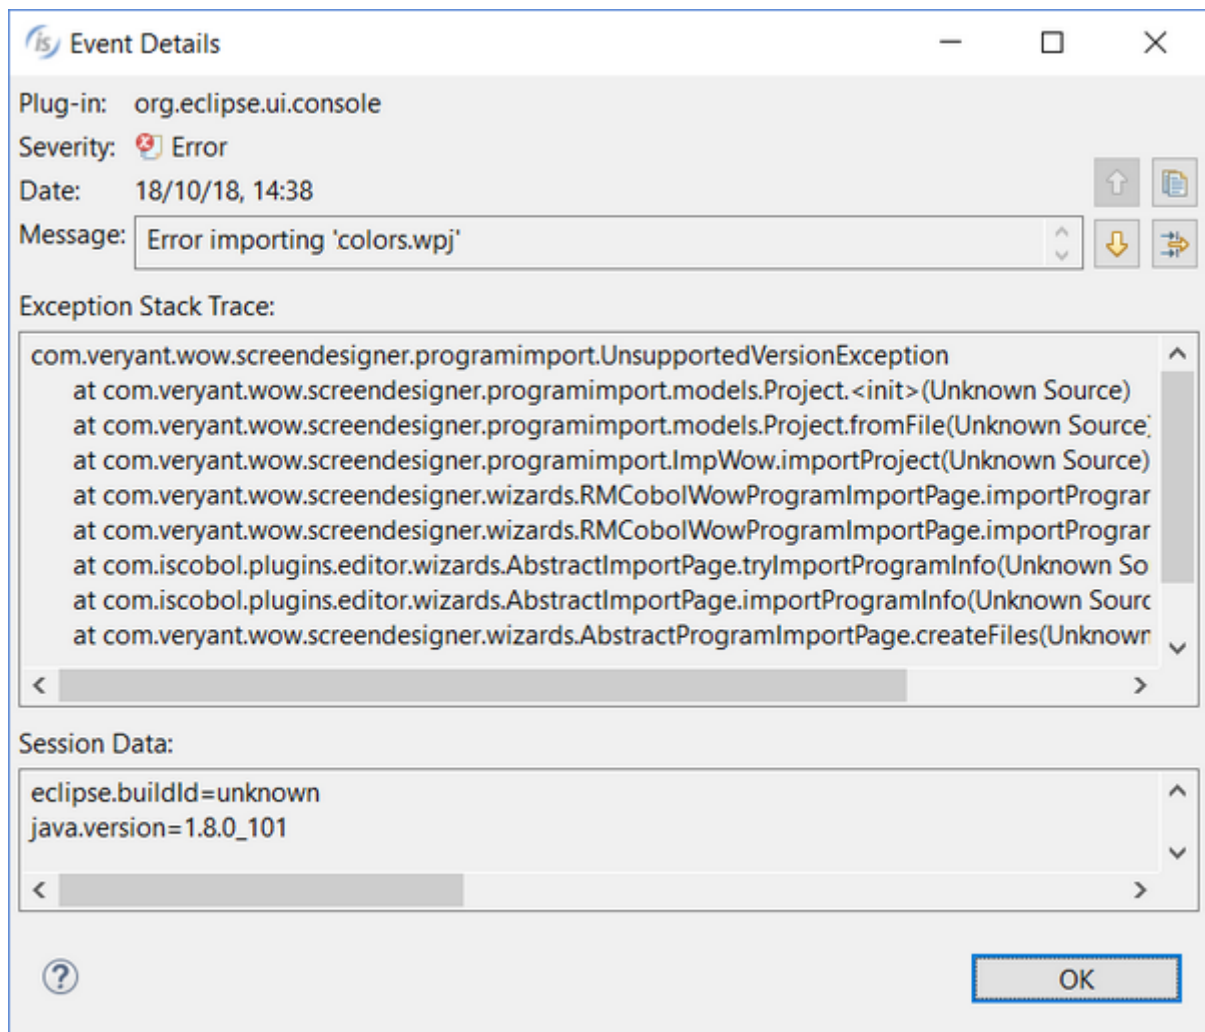 is Event Details
Plug-in: org.eclipse.ui.console
Severity: Error
Date: 18/10/18, 14:38
Message: Error importing 'colors.wpj'
Exception Stack Trace:
com.veryant.wow.screendesigner.programimport.UnsupportedVersionException
at com.veryant.wow.screendesigner.programimport.models.Project.<init>(Unknown Source)
at com.veryant.wow.screendesigner.programimport.models.Project.fromFile(Unknown Source)
at com.veryant.wow.screendesigner.programimport.ImpWow.importProject(Unknown Source)
at com.veryant.wow.screendesigner.wizards.RMCobolWowProgramImportPage.importPrograr
at com.veryant.wow.screendesigner.wizards.RMCobolWowProgramImportPage.importPrograr
at com.iscobol.plugins.editor.wizards.AbstractImportPage.tryImportProgramInfo(Unknown So
at com.iscobol.plugins.editor.wizards.AbstractImportPage.importProgramInfo(Unknown Sourc
at com.veryant.wow.screendesigner.wizards.AbstractProgramImportPage.createFiles(Unknown
Session Data:
eclipse.buildId=unknown
java.version=1.8.0_101
?
OK